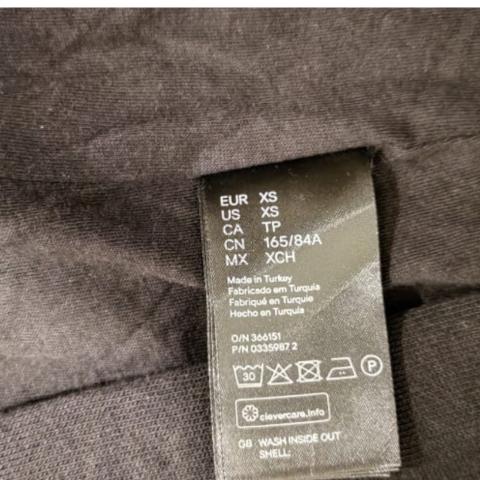 EUR XS
US XS
CA TP
CN 165/84A
MX XCH
Made in Turkey
Fabricado em Turquia
Fabriqué en Turquie
Hecho en Turquía
O/N 366151
P/N 0335987 2
30 P
clevercare.info
GB WASH INSIDE OUT
SHELL: